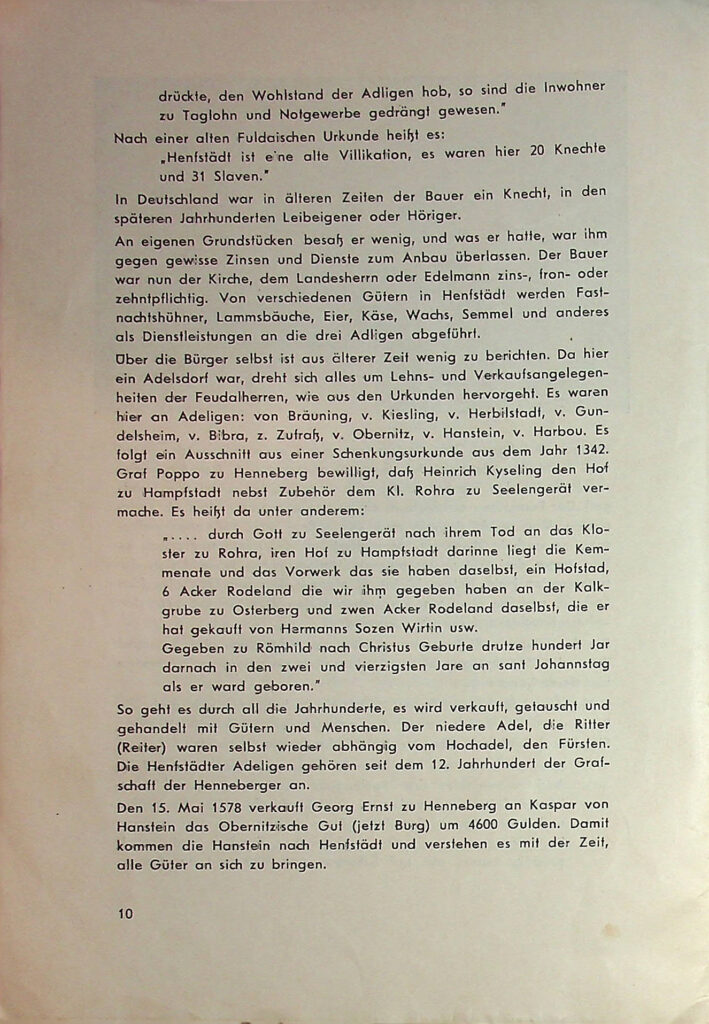 drückte, den Wohlstand der Adligen hob, so sind die Inwohner
zu Taglohn und Notgewerbe gedrängt gewesen."
Nach einer alten Fuldaischen Urkunde heißt es:
„Henfstädt ist eine alte Villikation, es waren hier 20 Knechte
und 31 Slaven."
In Deutschland war in älteren Zeiten der Bauer ein Knecht, in den
späteren Jahrhunderten Leibeigener oder Höriger.
An eigenen Grundstücken besaß er wenig, und was er hatte, war ihm
gegen gewisse Zinsen und Dienste zum Anbau überlassen. Der Bauer
war nun der Kirche, dem Landesherrn oder Edelmann zins-, fron- oder
zehntpflichtig. Von verschiedenen Gütern in Henfstädt werden Fast-
nachtshühner, Lammsbäuche, Eier, Käse, Wachs, Semmel und anderes
als Dienstleistungen an die drei Adligen abgeführt.
Über die Bürger selbst ist aus älterer Zeit wenig zu berichten. Da hier
ein Adelsdorf war, dreht sich alles um Lehns- und Verkaufsangelegen-
heiten der Feudalherren, wie aus den Urkunden hervorgeht. Es waren
hier an Adeligen: von Bräuning, v. Kiesling, v. Herbilstadt, v. Gun-
delsheim, v. Bibra, z. Zufraß, v. Obernitz, v. Hanstein, v. Harbou. Es
folgt ein Ausschnitt aus einer Schenkungsurkunde aus dem Jahr 1342.
Graf Poppo zu Henneberg bewilligt, daß Heinrich Kyseling den Hof
zu Hampfstadt nebst Zubehör dem Kl. Rohra zu Seelengerät ver-
mache. Es heißt da unter anderem:
„.... durch Gott zu Seelengerät nach ihrem Tod an das Klo-
ster zu Rohra, iren Hof zu Hampfstadt darinne liegt die Kem-
menate und das Vorwerk das sie haben daselbst, ein Hofstad,
6 Acker Rodeland die wir ihm gegeben haben an der Kalk-
grube zu Osterberg und zwen Acker Rodeland daselbst, die er
hat gekauft von Hermanns Sozen Wirtin usw.
Gegeben zu Römhild nach Christus Geburte drutze hundert Jar
darnach in den zwei und vierzigsten Jare an sant Johannstag
als er ward geboren."
So geht es durch all die Jahrhunderte, es wird verkauft, getauscht und
gehandelt mit Gütern und Menschen. Der niedere Adel, die Ritter
(Reiter) waren selbst wieder abhängig vom Hochadel, den Fürsten.
Die Henfstädter Adeligen gehören seit dem 12. Jahrhundert der Graf-
schaft der Henneberger an.
Den 15. Mai 1578 verkauft Georg Ernst zu Henneberg an Kaspar von
Hanstein das Obernitzische Gut (jetzt Burg) um 4600 Gulden. Damit
kommen die Hanstein nach Henfstädt und verstehen es mit der Zeit,
alle Güter an sich zu bringen.
10